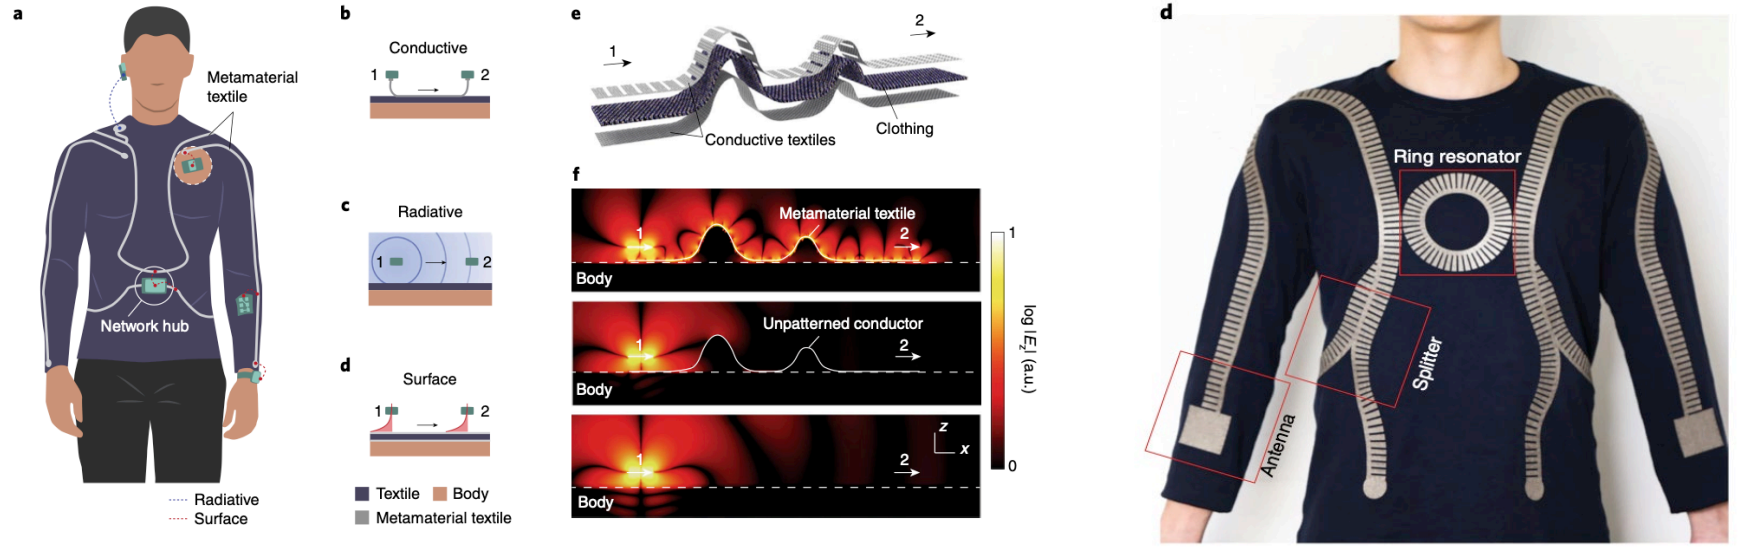 a
Metamaterial
textile
Network hub
Radiative
Surface
b
Conductive
1
2
c
Radiative
1
2
d
Surface
1
2
Textile
Body
Metamaterial textile
e
1
2
Conductive textiles
Clothing
f
Metamaterial textile
1
2
Body
Unpatterned conductor
1
2
Body
1
2
z
x
Body
1
0
log |Ez| (a.u.)
d
Ring resonator
Splitter
Antenna